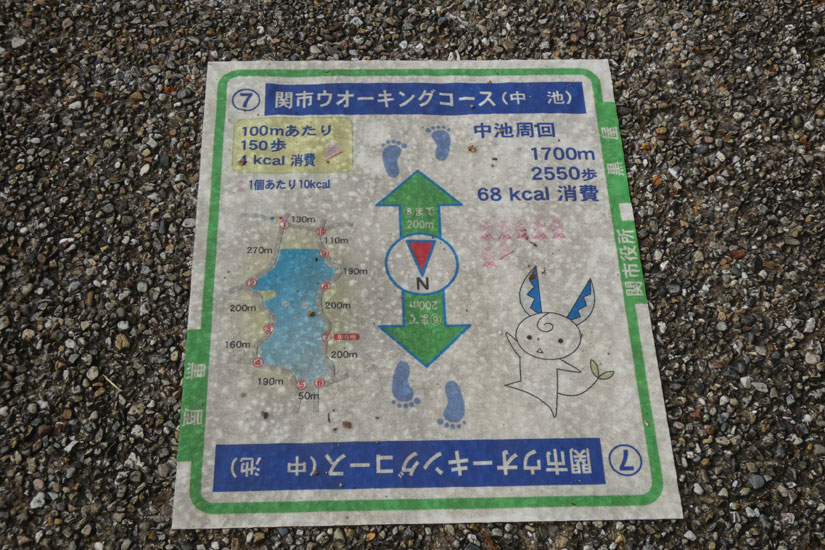 ⑦ 関市ウオーキングコース(中 池)
100mあたり
150歩
4 kcal 消費
1個あたり10kcal
中池周回
1700m
2550歩
68 kcal 消費
8まで
200m
N
⑥まで
200m
130m
110m
270m
190m
200m
200m
160m
200m
190m
50m
関市役所
⑦ 関市ウオーキングコース(中 池)